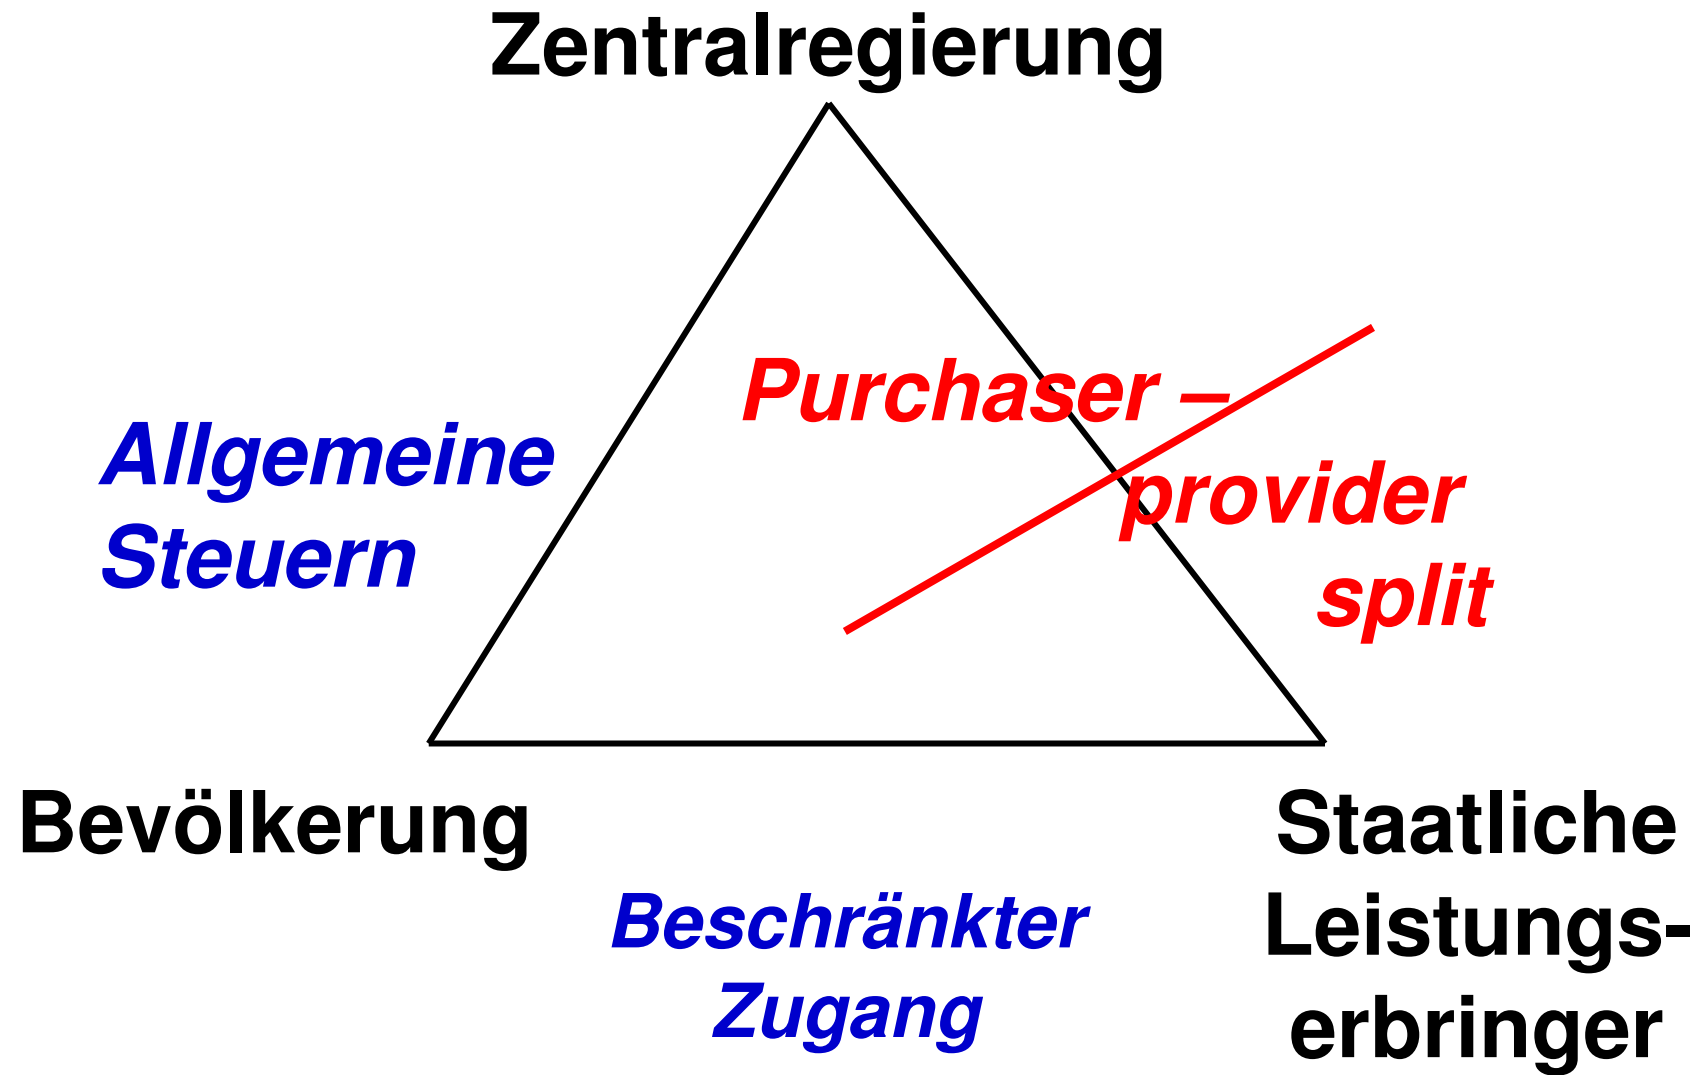 Zentralregierung
Purchaser –
provider
split
Allgemeine
Steuern
Bevölkerung
Beschränkter
Zugang
Staatliche
Leistungs-
erbringer